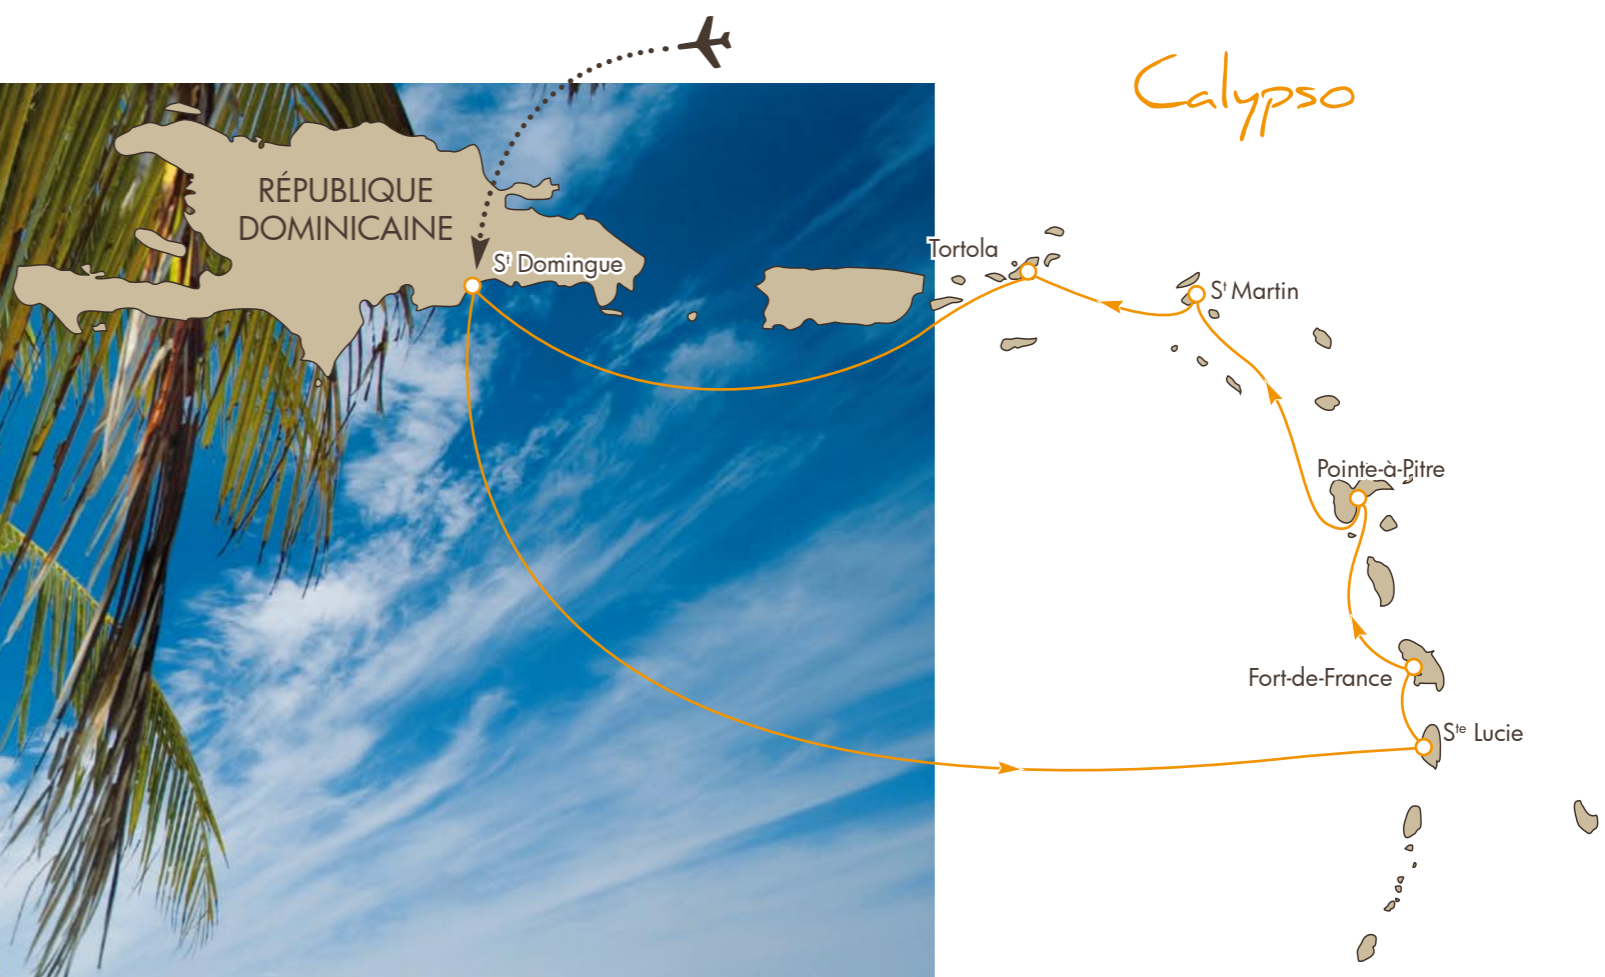 Calypso
RÉPUBLIQUE
DOMINICAINE
St Domingue
Tortola
St Martin
Pointe-à-Pitre
Fort-de-France
Ste Lucie